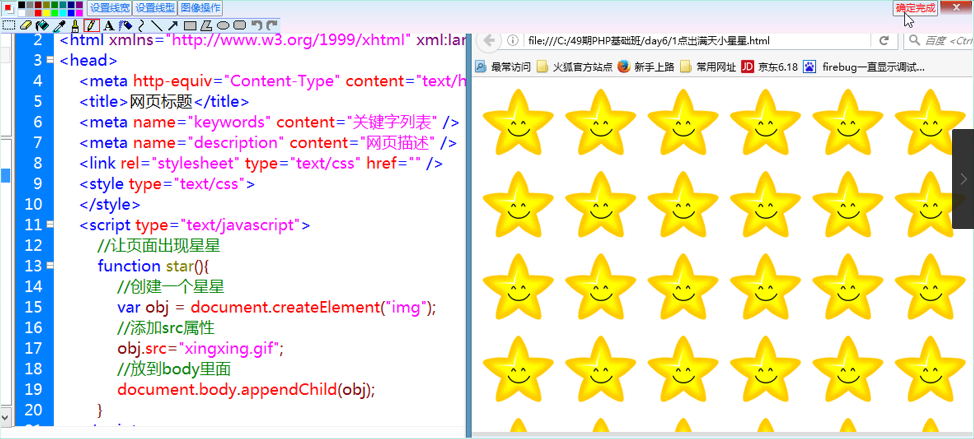 设置线宽 设置线型 图像操作 确定完成
2 <html xmlns="http://www.w3.org/1999/xhtml" xml:lan
3 <head>
4 <meta http-equiv="Content-Type" content="text/h
5 <title>网页标题</title>
6 <meta name="keywords" content="关键字列表" />
7 <meta name="description" content="网页描述" />
8 <link rel="stylesheet" type="text/css" href="" />
9 <style type="text/css">
10 </style>
11 <script type="text/javascript">
12 //让页面出现星星
13 function star(){
14 //创建一个星星
15 var obj = document.createElement("img");
16 //添加src属性
17 obj.src="xingxing.gif";
18 //放到body里面
19 document.body.appendChild(obj);
20 }
file:///C:/49期PHP基础班/day6/1点出满天小星星.html
百度 <Ctrl
最常访问 火狐官方站点 新手上路 常用网址 JD 京东6.18 firebug一直显示调试...